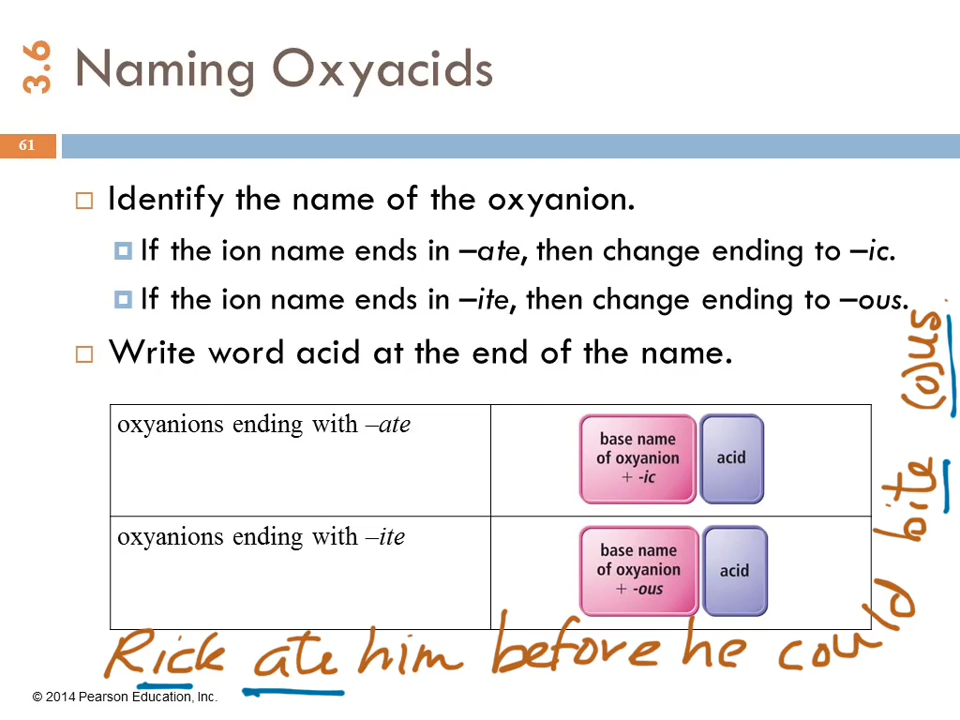 3.6
Naming Oxyacids
61
Identify the name of the oxyanion.
If the ion name ends in –ate, then change ending to –ic.
If the ion name ends in –ite, then change ending to –ous.
Write word acid at the end of the name.
oxyanions ending with –ate
base name
of oxyanion
+ -ic
acid
oxyanions ending with –ite
base name
of oxyanion
+ -ous
acid
Rick ate him before he could bite (o)us.
© 2014 Pearson Education, Inc.